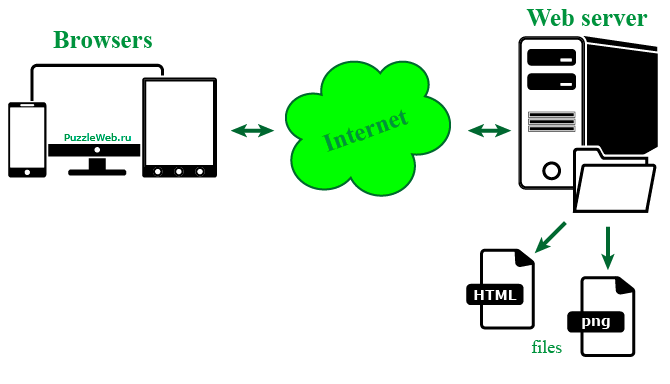 Browsers
Web server
PuzzleWeb.ru
Internet
HTML
png
files